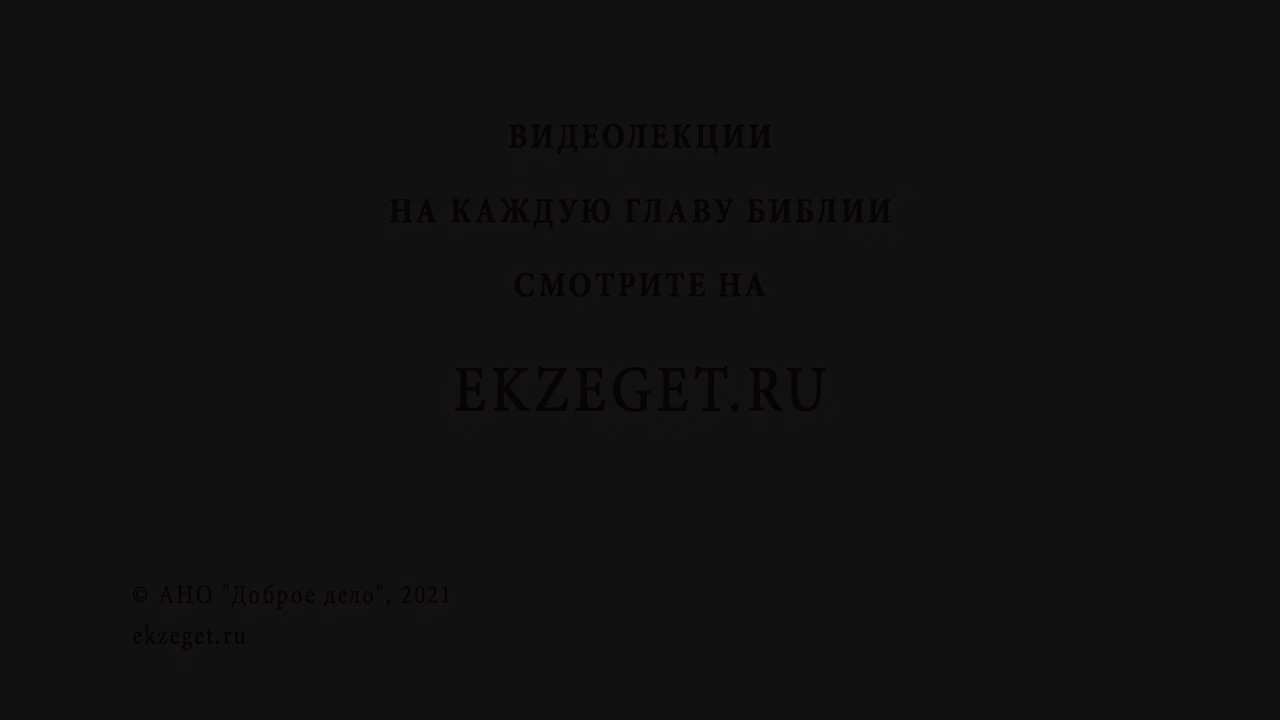 ВИДЕОЛЕКЦИИ
НА КАЖДУЮ ГЛАВУ БИБЛИИ
СМОТРИТЕ НА
EKZEGET.RU
© АНО "Доброе дело", 2021
ekzeget.ru